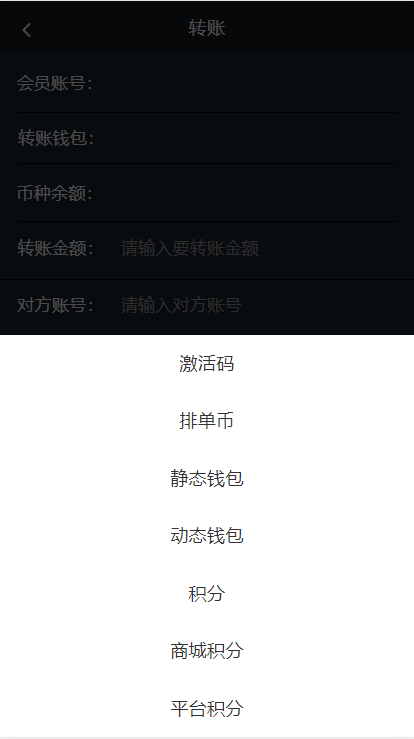 转账
会员账号：
转账钱包：
币种余额：
转账金额： 请输入要转账金额
对方账号： 请输入对方账号
激活码
排单币
静态钱包
动态钱包
积分
商城积分
平台积分